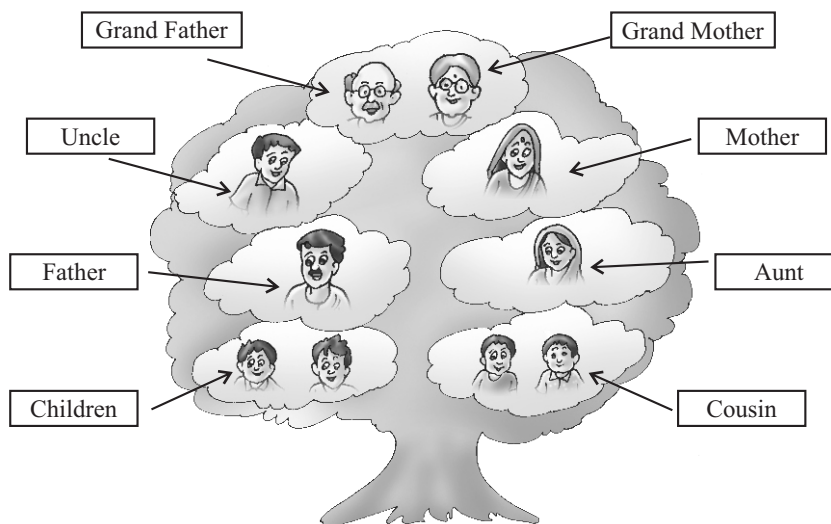 Grand Father
Grand Mother
Uncle
Mother
Father
Aunt
Children
Cousin